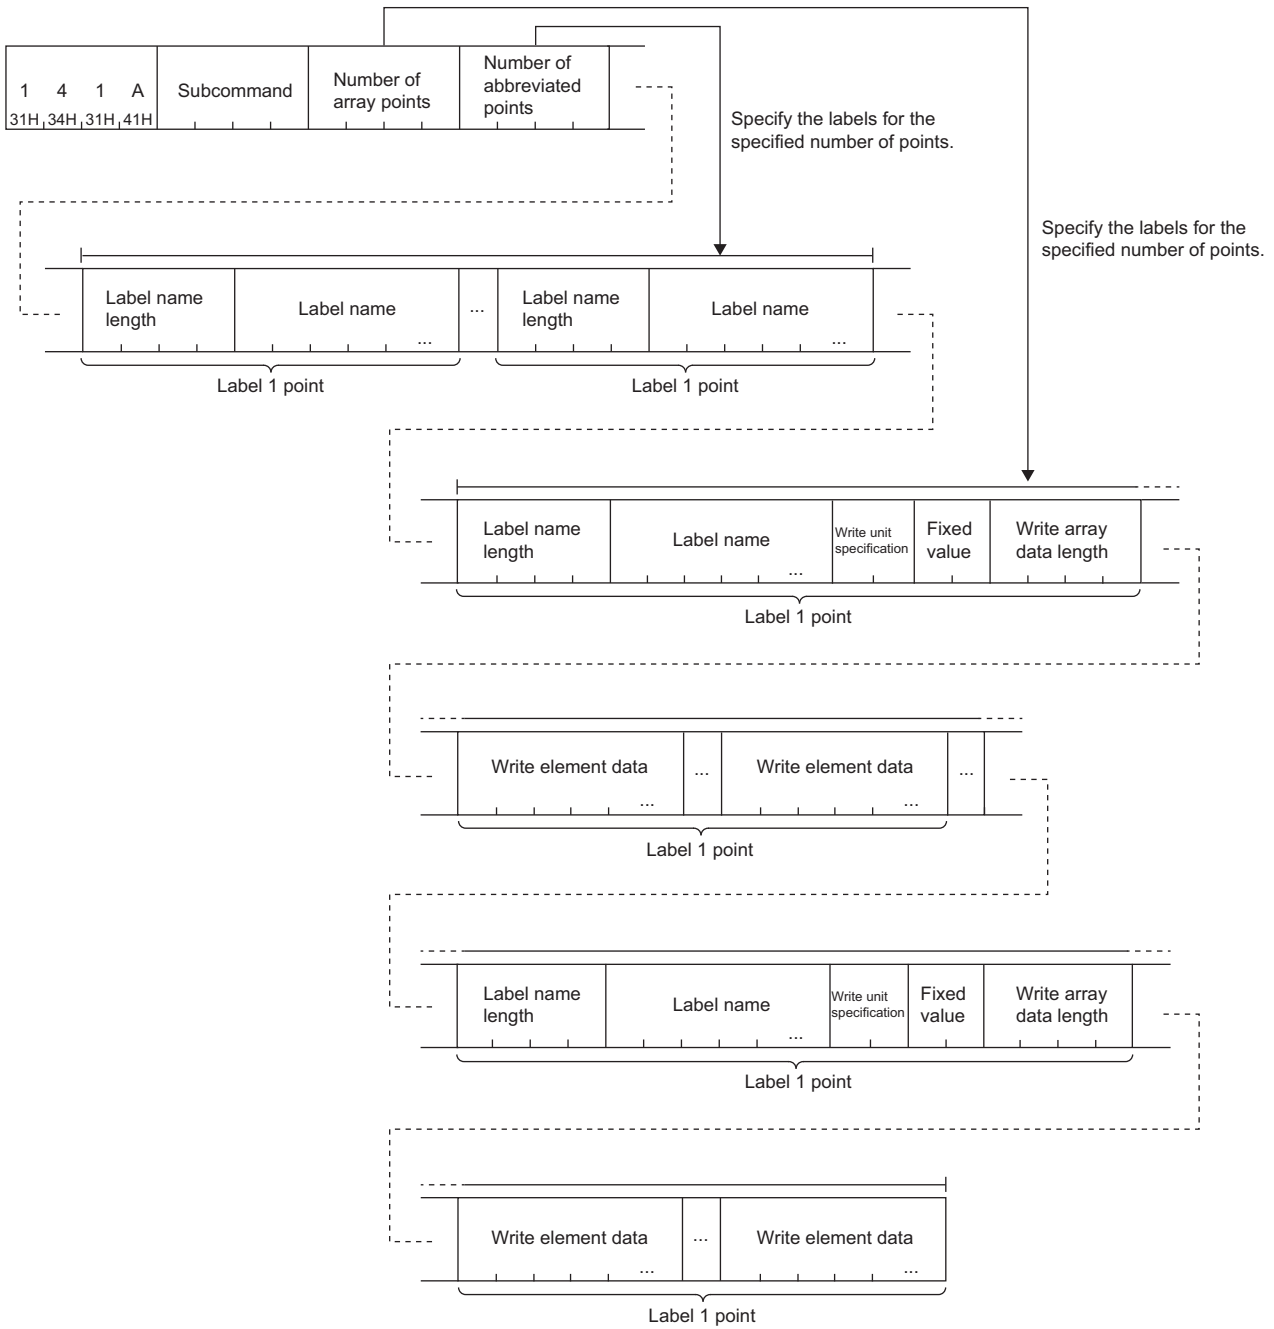 1 4 1 A
31H 34H 31H 41H
Subcommand
Number of
array points
Number of
abbreviated
points
Specify the labels for the
specified number of points.
Specify the labels for the
specified number of points.
Label name
length
Label name
...
...
Label name
length
Label name
...
Label 1 point
Label 1 point
Label name
length
Label name
...
Write unit
specification
Fixed
value
Write array
data length
Label 1 point
Write element data
...
...
Write element data
...
...
Label 1 point
Label name
length
Label name
...
Write unit
specification
Fixed
value
Write array
data length
Label 1 point
Write element data
...
...
Write element data
...
Label 1 point